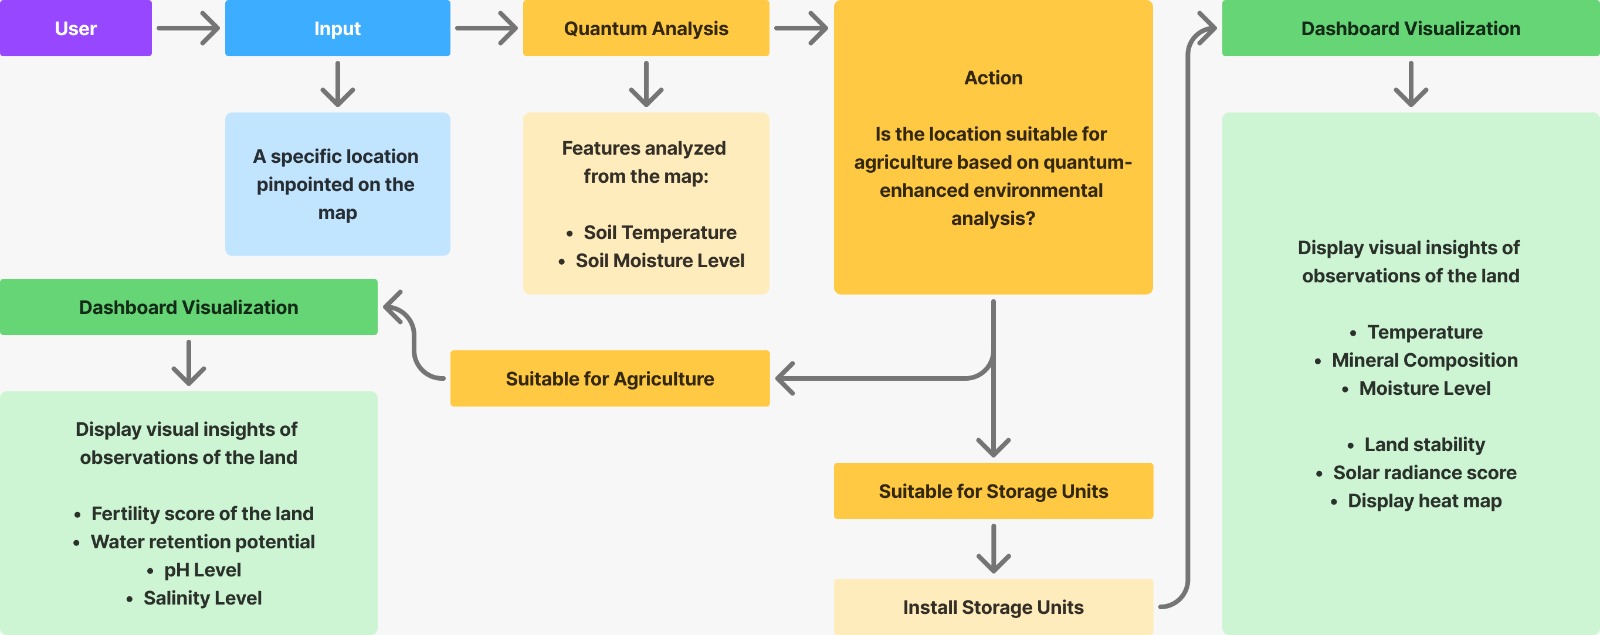 User
Input
Quantum Analysis
Action
Is the location suitable for
agriculture based on quantum-
enhanced environmental
analysis?
Dashboard Visualization
A specific location
pinpointed on the
map
Features analyzed
from the map:
• Soil Temperature
• Soil Moisture Level
Dashboard Visualization
Display visual insights of
observations of the land
• Fertility score of the land
• Water retention potential
• pH Level
• Salinity Level
Suitable for Agriculture
Suitable for Storage Units
Install Storage Units
Display visual insights of
observations of the land
• Temperature
• Mineral Composition
• Moisture Level
• Land stability
• Solar radiance score
• Display heat map